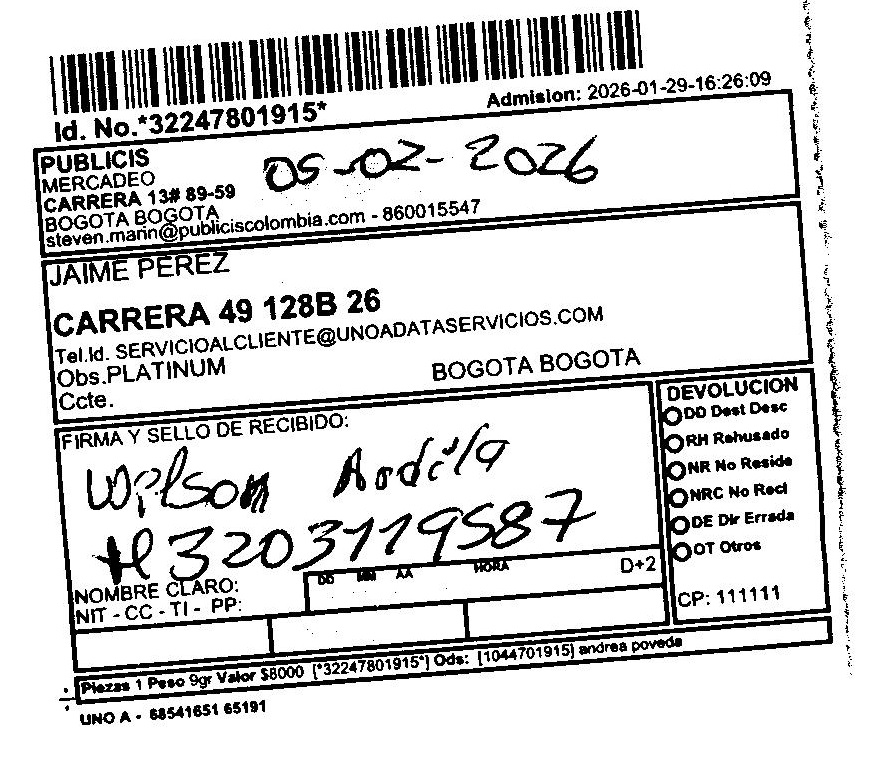 Id. No.*32247801915*
Admision: 2026-01-29-16:26:09
PUBLICIS
MERCADEO
CARRERA 13# 89-59
BOGOTA BOGOTA
steven.marin@publiciscolombia.com - 860015547
05-02-2026
JAIME PEREZ
CARRERA 49 128B 26
Tel.Id. SERVICIOALCLIENTE@UNOADATASERVICIOS.COM
Obs.PLATINUM
BOGOTA BOGOTA
Ccte.
FIRMA Y SELLO DE RECIBIDO:
Wilson Ardila
3203119587
NOMBRE CLARO:
NIT - CC - TI - PP:
DD MM AA HORA D+2
DEVOLUCION
DD Dest Desc
RH Rehusado
NR No Reside
NRC No Recl
DE Dir Errada
OT Otros
CP: 111111
Piezas 1 Peso 9gr Valor $8000 [*32247801915*] Ods: [1044701915] andrea poveda
UNO A - 68541651 65191